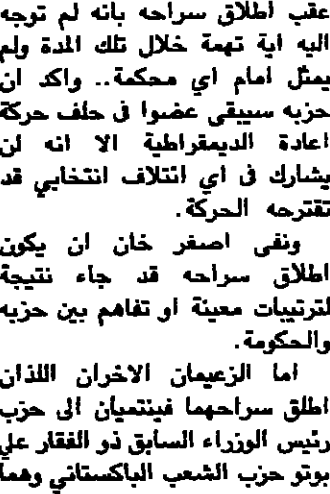 عقب اطلاق سراحه بانه لم توجه
اليه اية تهمة خلال تلك المدة ولم
يمثل امام اي محكمة.. واكد ان
حزبه سيبقى عضوا فى حلف حركة
اعادة الديمقراطية الا انه لن
يشارك فى اي ائتلاف انتخابي قد
تقترحه الحركة.
ونفى اصغر خان ان يكون
اطلاق سراحه قد جاء نتيجة
لترتيبات معينة او تفاهم بين حزبه
والحكومة.
اما الزعيمان الاخران اللذان
اطلق سراحهما فينتميان الى حزب
رئيس الوزراء السابق ذو الفقار علي
بوتو حزب الشعب الباكستاني وهما